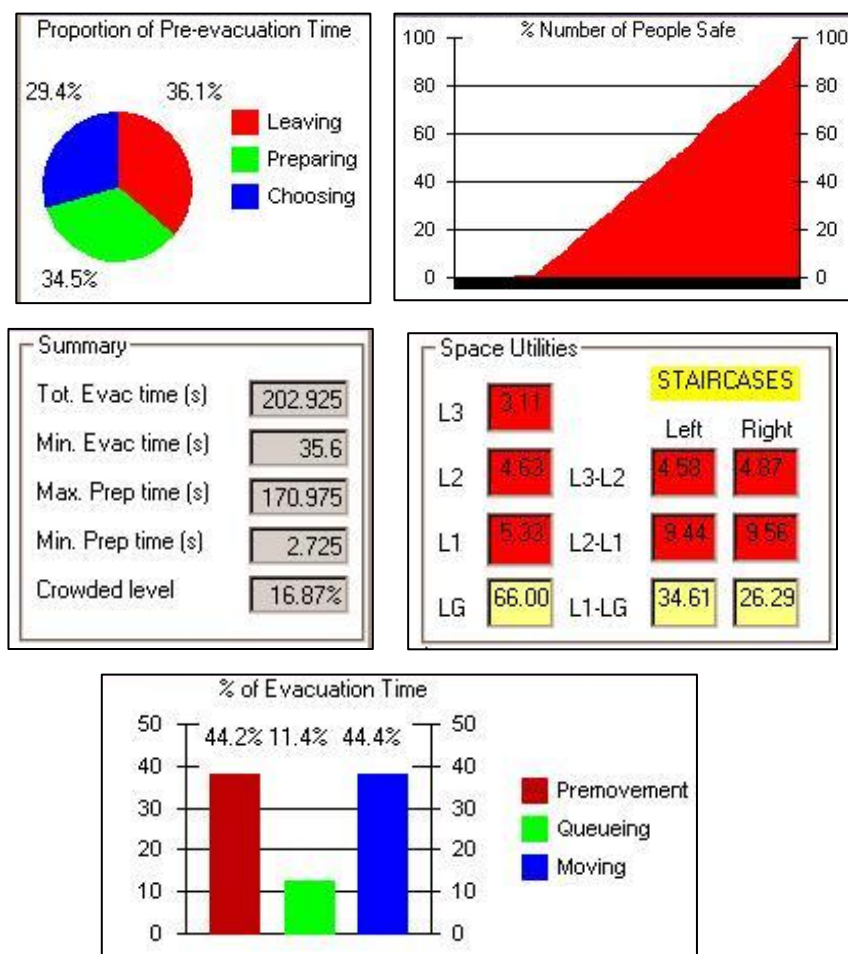 Proportion of Pre-evacuation Time
29.4% 36.1%
Leaving
Preparing
Choosing
34.5%
% Number of People Safe
100 100
80 80
60 60
40 40
20 20
0 0
Summary
Tot. Evac time (s) 202.925
Min. Evac time (s) 35.6
Max. Prep time (s) 170.975
Min. Prep time (s) 2.725
Crowded level 16.87%
Space Utilities
STAIRCASES
L3 3.11 Left Right
L2 4.63 L3-L2 4.58 4.87
L1 5.33 L2-L1 9.44 9.56
LG 66.00 L1-LG 34.61 26.29
% of Evacuation Time
50 50
44.2% 11.4% 44.4%
40 40
30 30
20 20
10 10
0 0
Premovement
Queueing
Moving